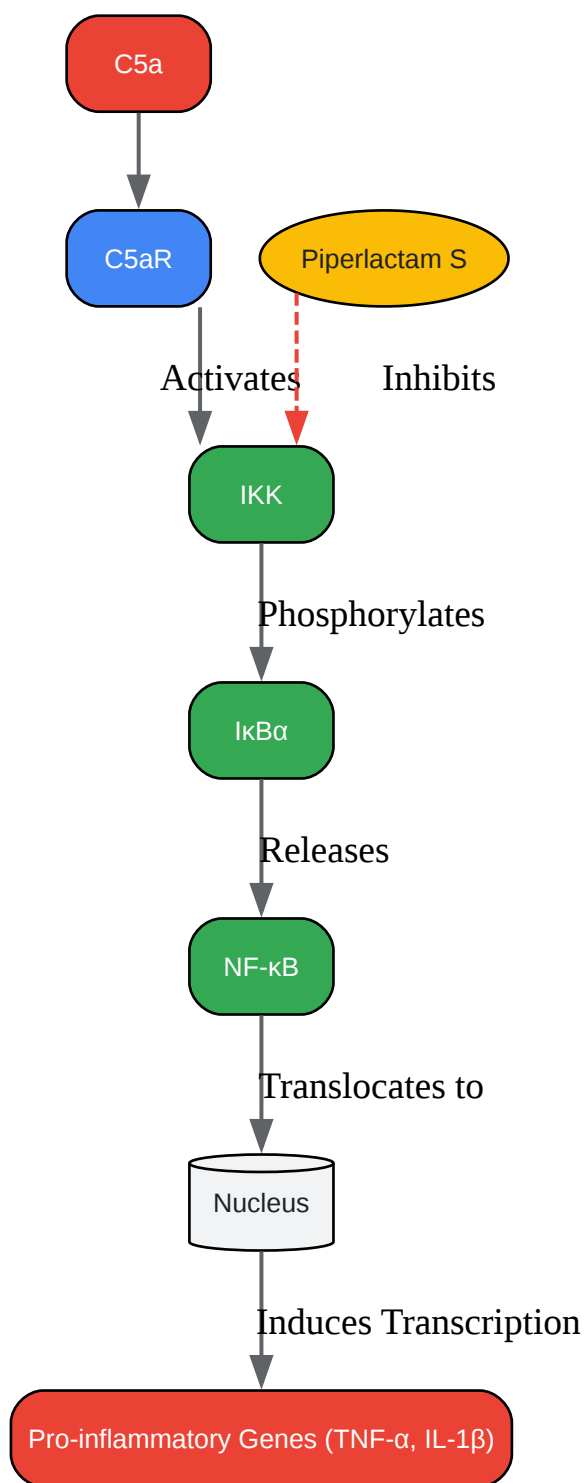 C5a
C5aR
Piperlactam S
Activates
Inhibits
IKK
Phosphorylates
IκBα
Releases
NF-κB
Translocates to
Nucleus
Induces Transcription
Pro-inflammatory Genes (TNF-α, IL-1β)